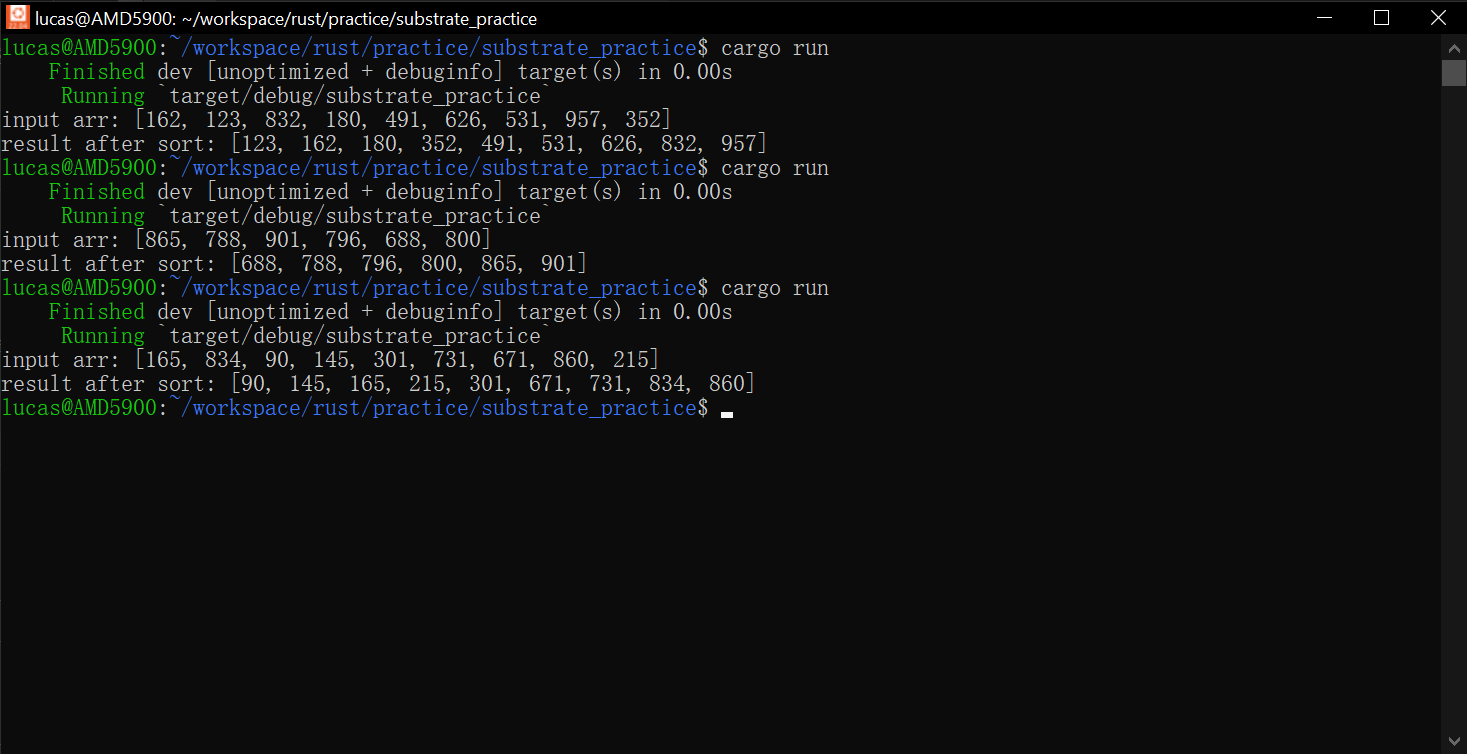 lucas@AMD5900: ~/workspace/rust/practice/substrate_practice
lucas@AMD5900:~/workspace/rust/practice/substrate_practice$ cargo run
    Finished dev [unoptimized + debuginfo] target(s) in 0.00s
     Running `target/debug/substrate_practice`
input arr: [162, 123, 832, 180, 491, 626, 531, 957, 352]
result after sort: [123, 162, 180, 352, 491, 531, 626, 832, 957]
lucas@AMD5900:~/workspace/rust/practice/substrate_practice$ cargo run
    Finished dev [unoptimized + debuginfo] target(s) in 0.00s
     Running `target/debug/substrate_practice`
input arr: [865, 788, 901, 796, 688, 800]
result after sort: [688, 788, 796, 800, 865, 901]
lucas@AMD5900:~/workspace/rust/practice/substrate_practice$ cargo run
    Finished dev [unoptimized + debuginfo] target(s) in 0.00s
     Running `target/debug/substrate_practice`
input arr: [165, 834, 90, 145, 301, 731, 671, 860, 215]
result after sort: [90, 145, 165, 215, 301, 671, 731, 834, 860]
lucas@AMD5900:~/workspace/rust/practice/substrate_practice$